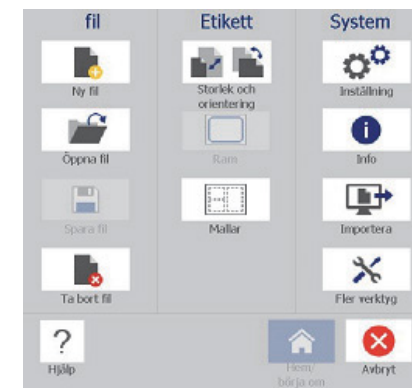 fil
Ny fil
Öppna fil
Spara fil
Ta bort fil
Etikett
Storlek och
orientering
Ram
Mallar
System
Inställning
Info
Importera
Fler verktyg
?
Hjälp
Hem/
börja om
Avbryt